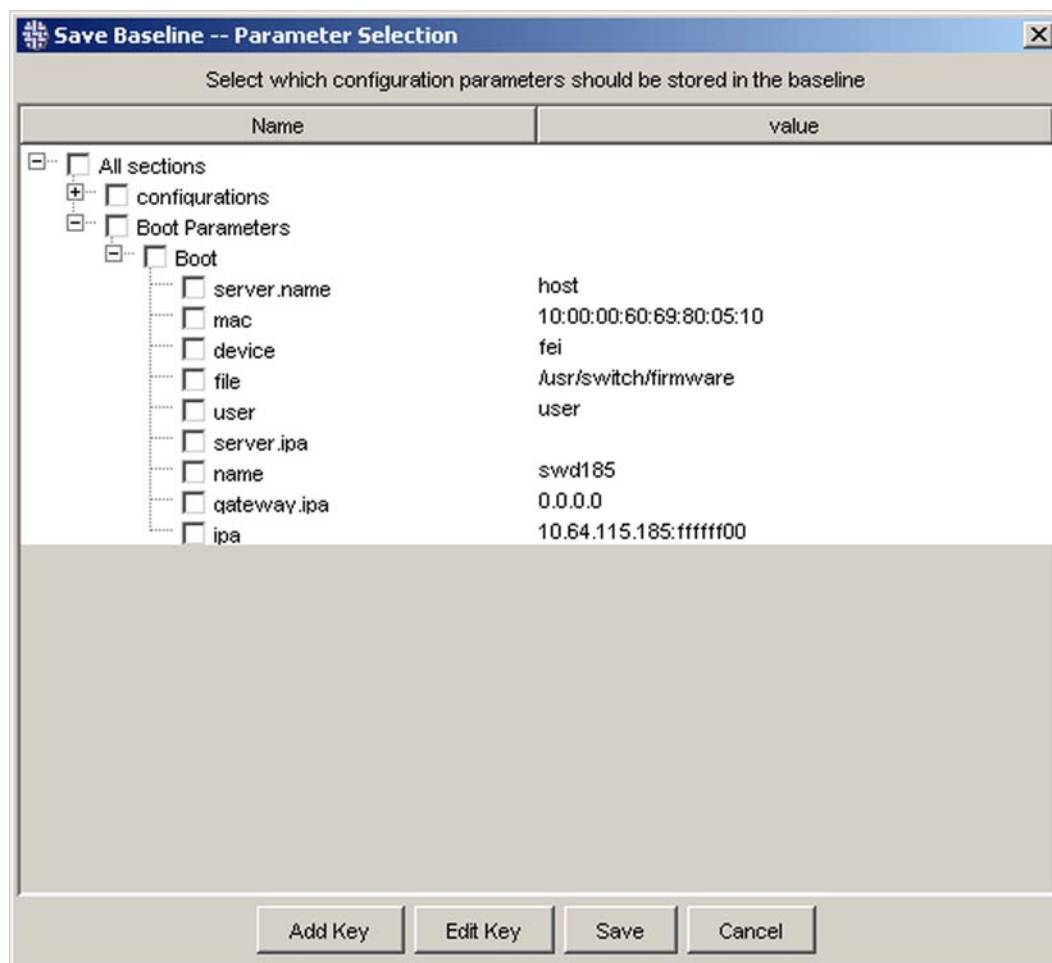 Save Baseline -- Parameter Selection
Select which configuration parameters should be stored in the baseline
Name value
All sections
configurations
Boot Parameters
Boot
server.name host
mac 10:00:00:60:69:80:05:10
device fei
file /usr/switch/firmware
user user
server.ipa
name swd185
gateway.ipa 0.0.0.0
ipa 10.64.115.185:ffffff00
Add Key Edit Key Save Cancel